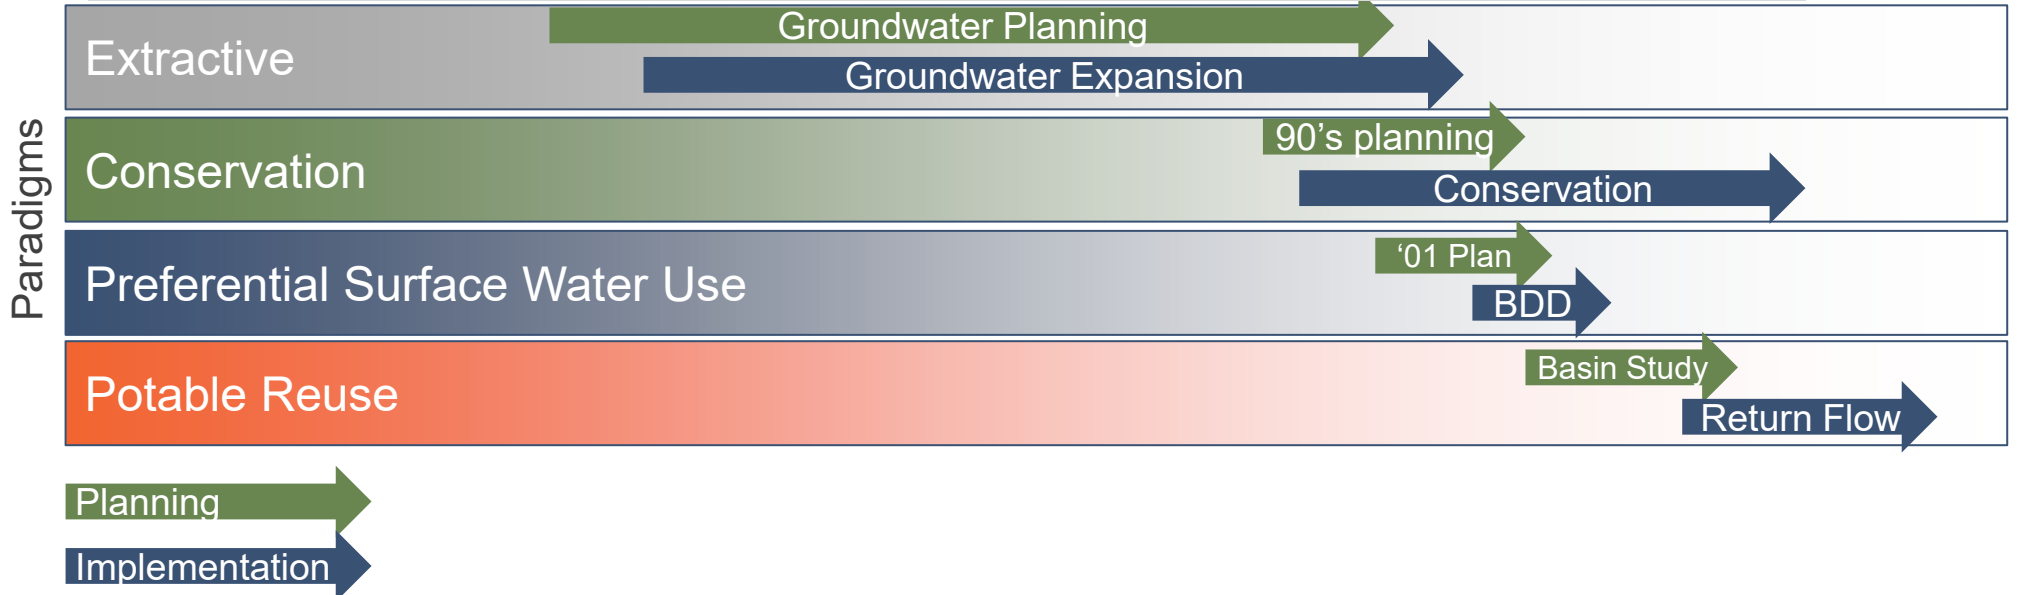 Paradigms
Extractive
Groundwater Planning
Groundwater Expansion
Conservation
90’s planning
Conservation
Preferential Surface Water Use
‘01 Plan
BDD
Potable Reuse
Basin Study
Return Flow
Planning
Implementation